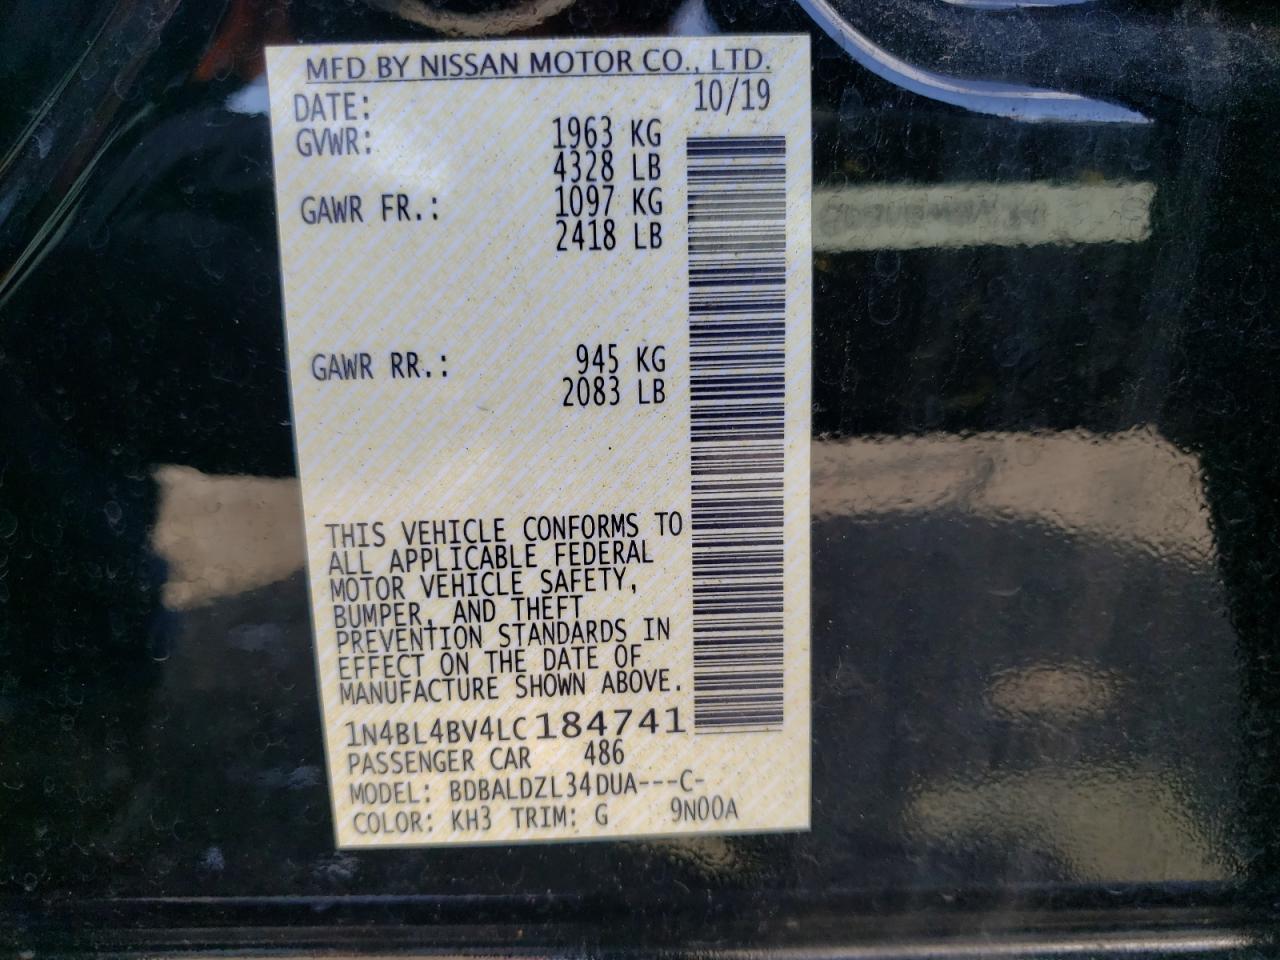 MFD BY NISSAN MOTOR CO., LTD.
DATE: 10/19
GVWR: 1963 KG
4328 LB
GAWR FR.: 1097 KG
2418 LB
GAWR RR.: 945 KG
2083 LB
THIS VEHICLE CONFORMS TO
ALL APPLICABLE FEDERAL
MOTOR VEHICLE SAFETY,
BUMPER, AND THEFT
PREVENTION STANDARDS IN
EFFECT ON THE DATE OF
MANUFACTURE SHOWN ABOVE.
1N4BL4BV4LC184741
PASSENGER CAR 486
MODEL: BDBALDZL34DUA---C-
COLOR: KH3 TRIM: G 9N00A